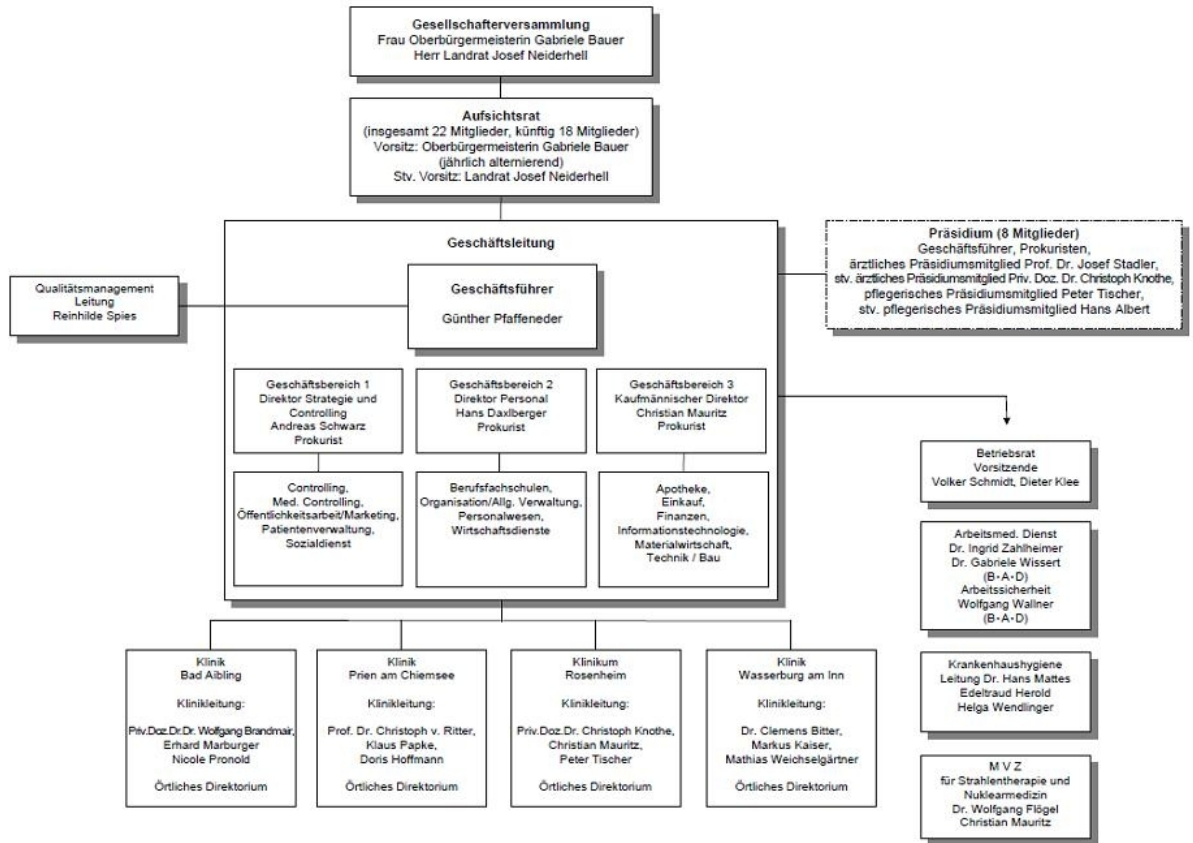 Gesellschafterversammlung
Frau Oberbürgermeisterin Gabriele Bauer
Herr Landrat Josef Neiderhell
Aufsichtsrat
(insgesamt 22 Mitglieder, künftig 18 Mitglieder)
Vorsitz: Oberbürgermeisterin Gabriele Bauer
(jährlich alternierend)
Stv. Vorsitz: Landrat Josef Neiderhell
Geschäftsleitung
Geschäftsführer
Günther Pfaffeneder
Qualitätsmanagement
Leitung
Reinhilde Spies
Präsidium (8 Mitglieder)
Geschäftsführer, Prokuristen,
ärztliches Präsidiumsmitglied Prof. Dr. Josef Stadler,
stv. ärztliches Präsidiumsmitglied Priv. Doz. Dr. Christoph Knothe,
pflegerisches Präsidiumsmitglied Peter Tischer,
stv. pflegerisches Präsidiumsmitglied Hans Albert
Geschäftsbereich 1
Direktor Strategie und
Controlling
Andreas Schwarz
Prokurist
Geschäftsbereich 2
Direktor Personal
Hans Daxlberger
Prokurist
Geschäftsbereich 3
Kaufmännischer Direktor
Christian Mauritz
Prokurist
Controlling,
Med. Controlling,
Öffentlichkeitsarbeit/Marketing,
Patientenverwaltung,
Sozialdienst
Berufsfachschulen,
Organisation/Allg. Verwaltung,
Personalwesen,
Wirtschaftsdienste
Apotheke,
Einkauf,
Finanzen,
Informationstechnologie,
Materialwirtschaft,
Technik / Bau
Betriebsrat
Vorsitzende
Volker Schmidt, Dieter Klee
Arbeitsmed. Dienst
Dr. Ingrid Zahlheimer
Dr. Gabriele Wissert
(B·A·D)
Arbeitssicherheit
Wolfgang Wallner
(B·A·D)
Krankenhaushygiene
Leitung Dr. Hans Mattes
Edeltraud Herold
Helga Wendlinger
M V Z
für Strahlentherapie und
Nuklearmedizin
Dr. Wolfgang Flögel
Christian Mauritz
Klinik
Bad Aibling
Klinikleitung:
Priv.Doz.Dr.Dr. Wolfgang Brandmair,
Erhard Marburger
Nicole Pronold
Örtliches Direktorium
Klinik
Prien am Chiemsee
Klinikleitung:
Prof. Dr. Christoph v. Ritter,
Klaus Papke,
Doris Hoffmann
Örtliches Direktorium
Klinikum
Rosenheim
Klinikleitung:
Priv.Doz.Dr. Christoph Knothe,
Christian Mauritz,
Peter Tischer
Örtliches Direktorium
Klinik
Wasserburg am Inn
Klinikleitung:
Dr. Clemens Bitter,
Markus Kaiser,
Mathias Weichselgärtner
Örtliches Direktorium